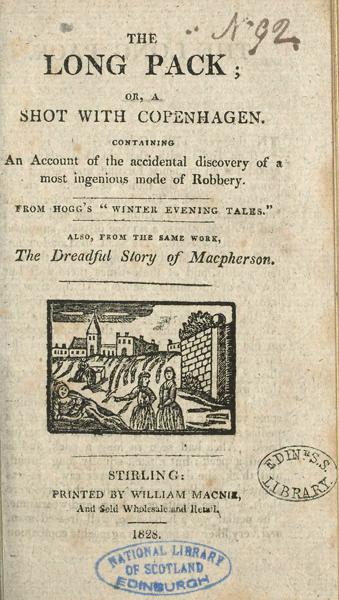 Nº 92.
THE
LONG PACK;
OR, A
SHOT WITH COPENHAGEN.
CONTAINING
An Account of the accidental discovery of a
most ingenious mode of Robbery.
FROM HOGG'S "WINTER EVENING TALES."
ALSO, FROM THE SAME WORK,
The Dreadful Story of Macpherson.
EDINR. S.S.
LIBRARY
STIRLING:
PRINTED BY WILLIAM MACNIE,
And Sold Wholesale and Retail,
1828.
NATIONAL LIBRARY
OF SCOTLAND
EDINBURGH